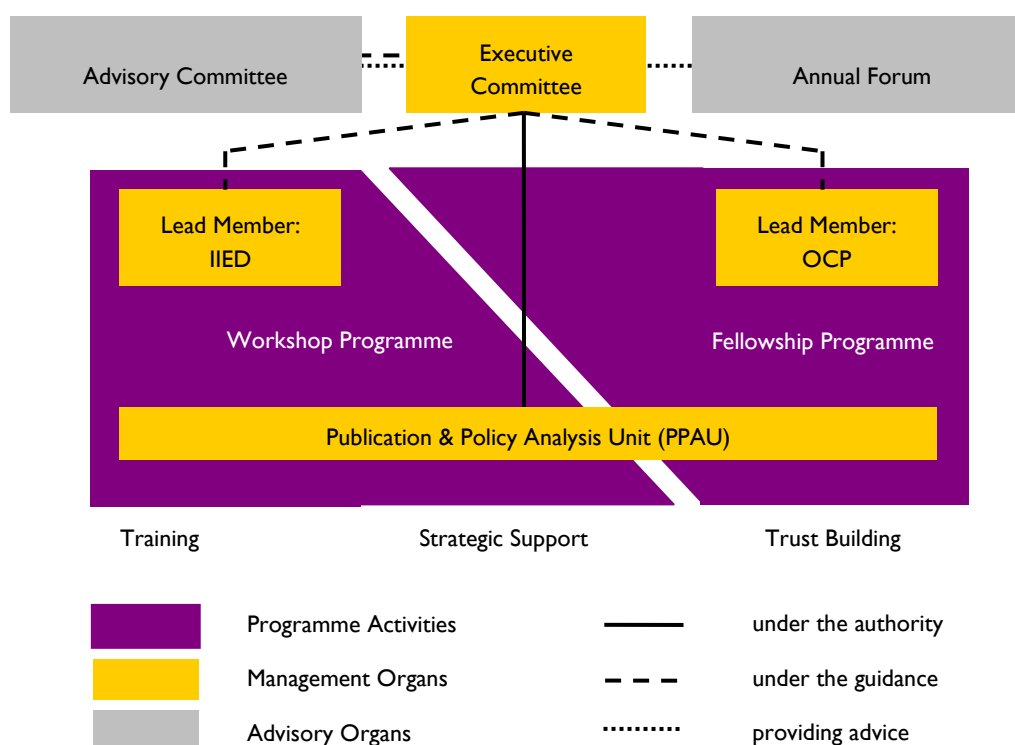 Advisory Committee
Executive
Committee
Annual Forum
Lead Member:
IIED
Lead Member:
OCP
Workshop Programme
Fellowship Programme
Publication & Policy Analysis Unit (PPAU)
Training
Strategic Support
Trust Building
Programme Activities
under the authority
Management Organs
under the guidance
Advisory Organs
providing advice